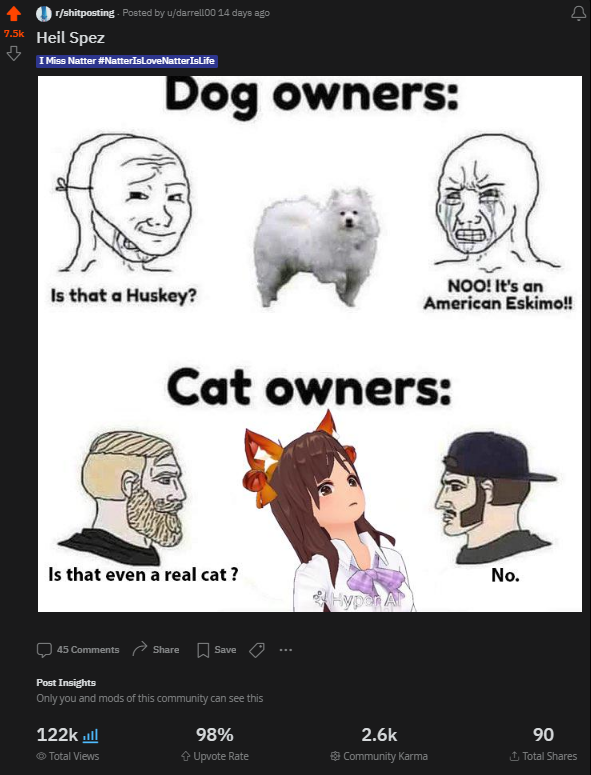 r/shitposting · Posted by u/darrell00 14 days ago
7.5k
Heil Spez
I Miss Natter #NatterIsLoveNatterIsLife
Dog owners:
Is that a Huskey?
NOO! It's an
American Eskimo!!
Cat owners:
Is that even a real cat ?
No.
Hyper AI
45 Comments
Share
Save
Post Insights
Only you and mods of this community can see this
122k
98%
2.6k
90
Total Views
Upvote Rate
Community Karma
Total Shares